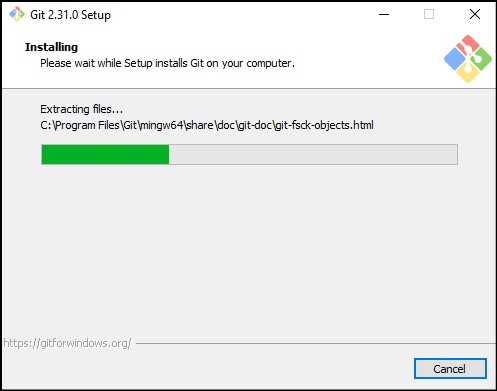 Git 2.31.0 Setup
Installing
Please wait while Setup installs Git on your computer.
Extracting files...
C:\Program Files\Git\mingw64\share\doc\git-doc\git-fsck-objects.html
https://gitforwindows.org/
Cancel